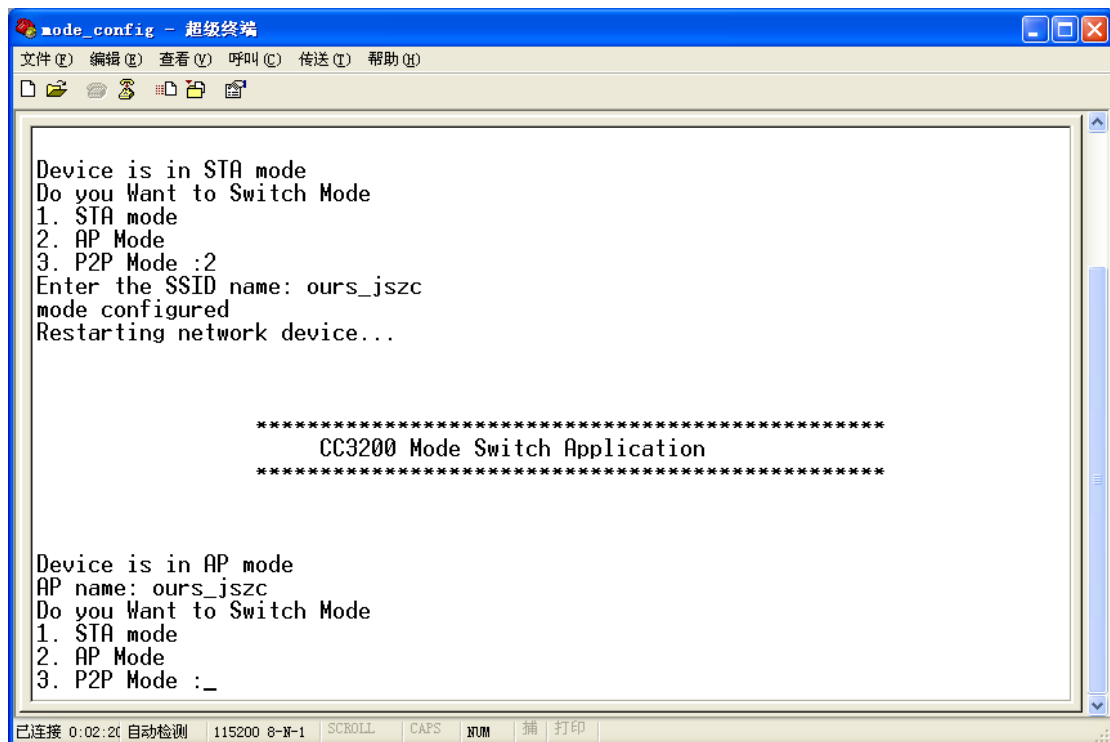 mode_config - 超级终端
文件(F) 编辑(E) 查看(V) 呼叫(C) 传送(T) 帮助(H)
Device is in STA mode
Do you Want to Switch Mode
1. STA mode
2. AP Mode
3. P2P Mode :2
Enter the SSID name: ours_jszc
mode configured
Restarting network device...
*************************************************
CC3200 Mode Switch Application
*************************************************
Device is in AP mode
AP name: ours_jszc
Do you Want to Switch Mode
1. STA mode
2. AP Mode
3. P2P Mode :_
已连接 0:02:20 自动检测 115200 8-N-1 SCROLL CAPS NUM 捕 打印